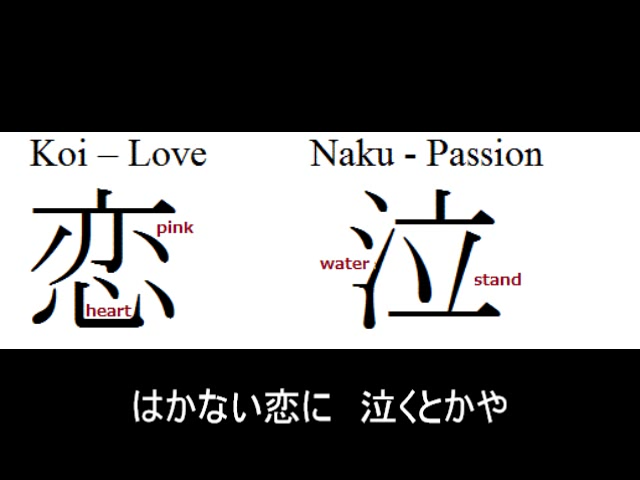 Koi – Love
Naku - Passion
恋
pink
heart
泣
water
stand
はかない恋に 泣くとかや